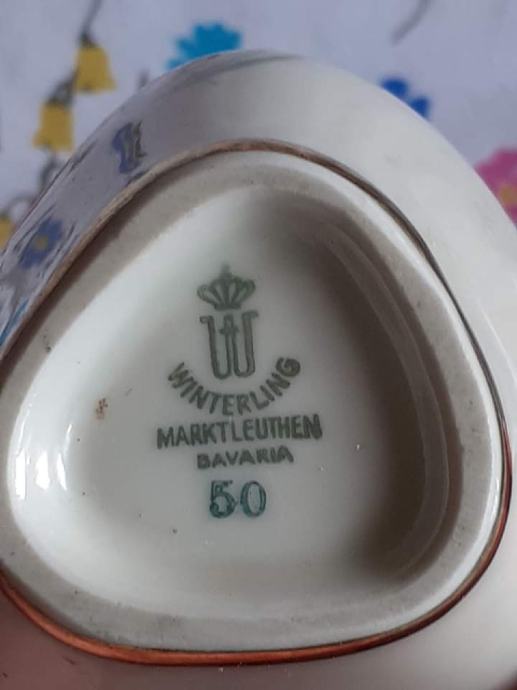 W
WINTERLING
MARKTLEUTHEN
BAVARIA
50